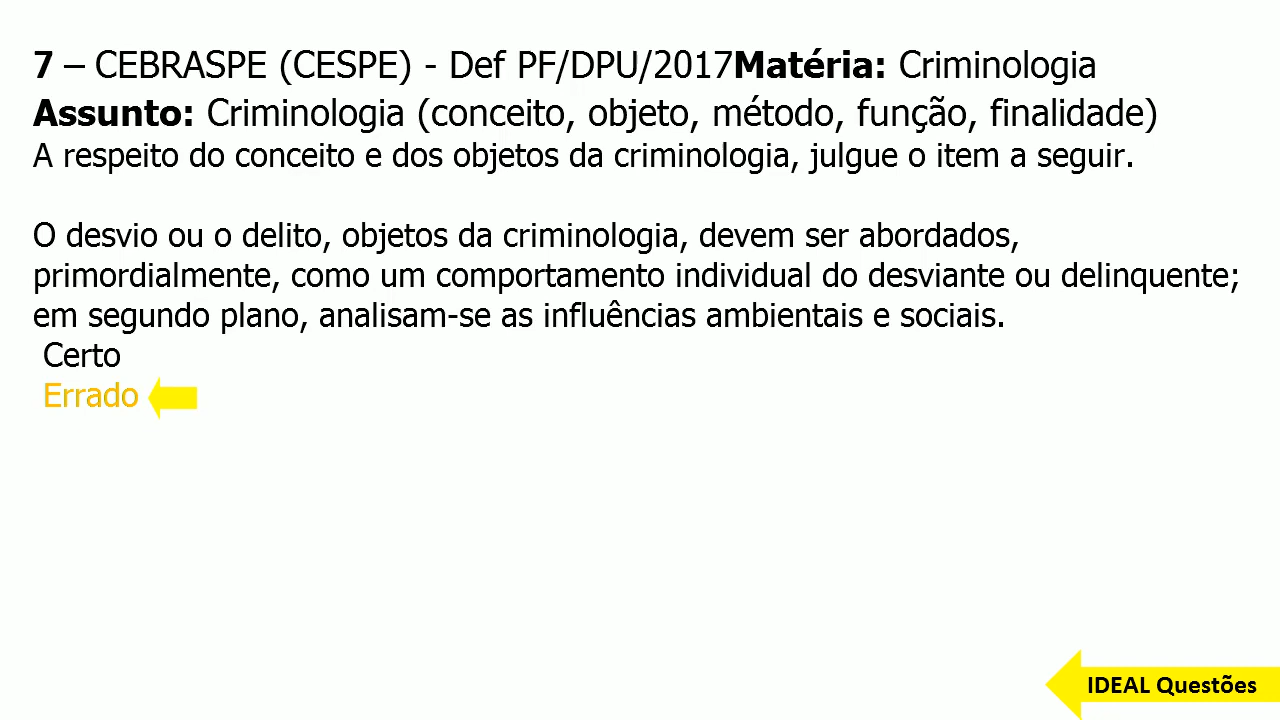 7 – CEBRASPE (CESPE) - Def PF/DPU/2017Matéria: Criminologia
Assunto: Criminologia (conceito, objeto, método, função, finalidade)
A respeito do conceito e dos objetos da criminologia, julgue o item a seguir.
O desvio ou o delito, objetos da criminologia, devem ser abordados,
primordialmente, como um comportamento individual do desviante ou delinquente;
em segundo plano, analisam-se as influências ambientais e sociais.
Certo
Errado
IDEAL Questões